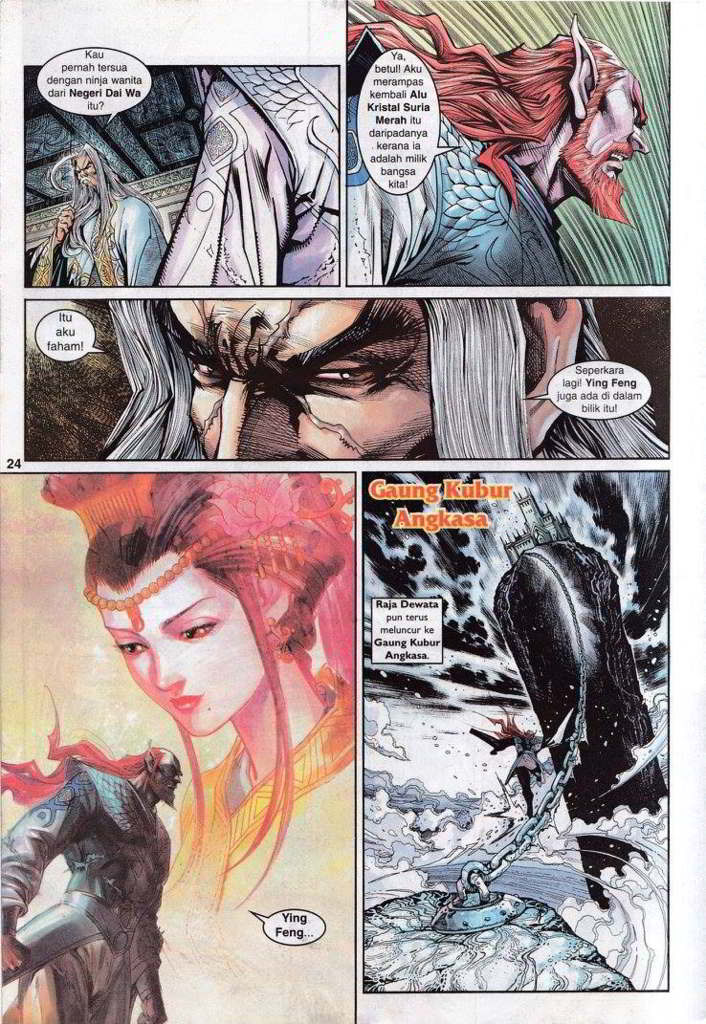 Kau
pernah tersua
dengan ninja wanita
dari Negeri Dai Wa
itu?
Ya,
betul! Aku
merampas
kembali Alu
Kristal Suria
Merah itu
daripadanya
kerana ia
adalah milik
bangsa
kita!
Itu
aku
faham!
Seperkara
lagi! Ying Feng
juga ada di dalam
bilik itu!
24
Ying
Feng...
Gaung Kubur
Angkasa
Raja Dewata
pun terus
meluncur ke
Gaung Kubur
Angkasa.